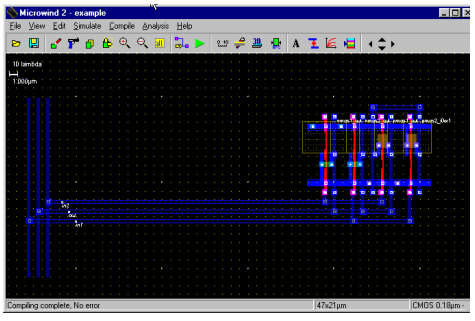 Microwind 2 - example
File View Edit Simulate Compile Analysis Help
10 lambda
1.000µm
in2
out
in1
Compiling complete, No error
47x21µm
CMOS 0.18µm -